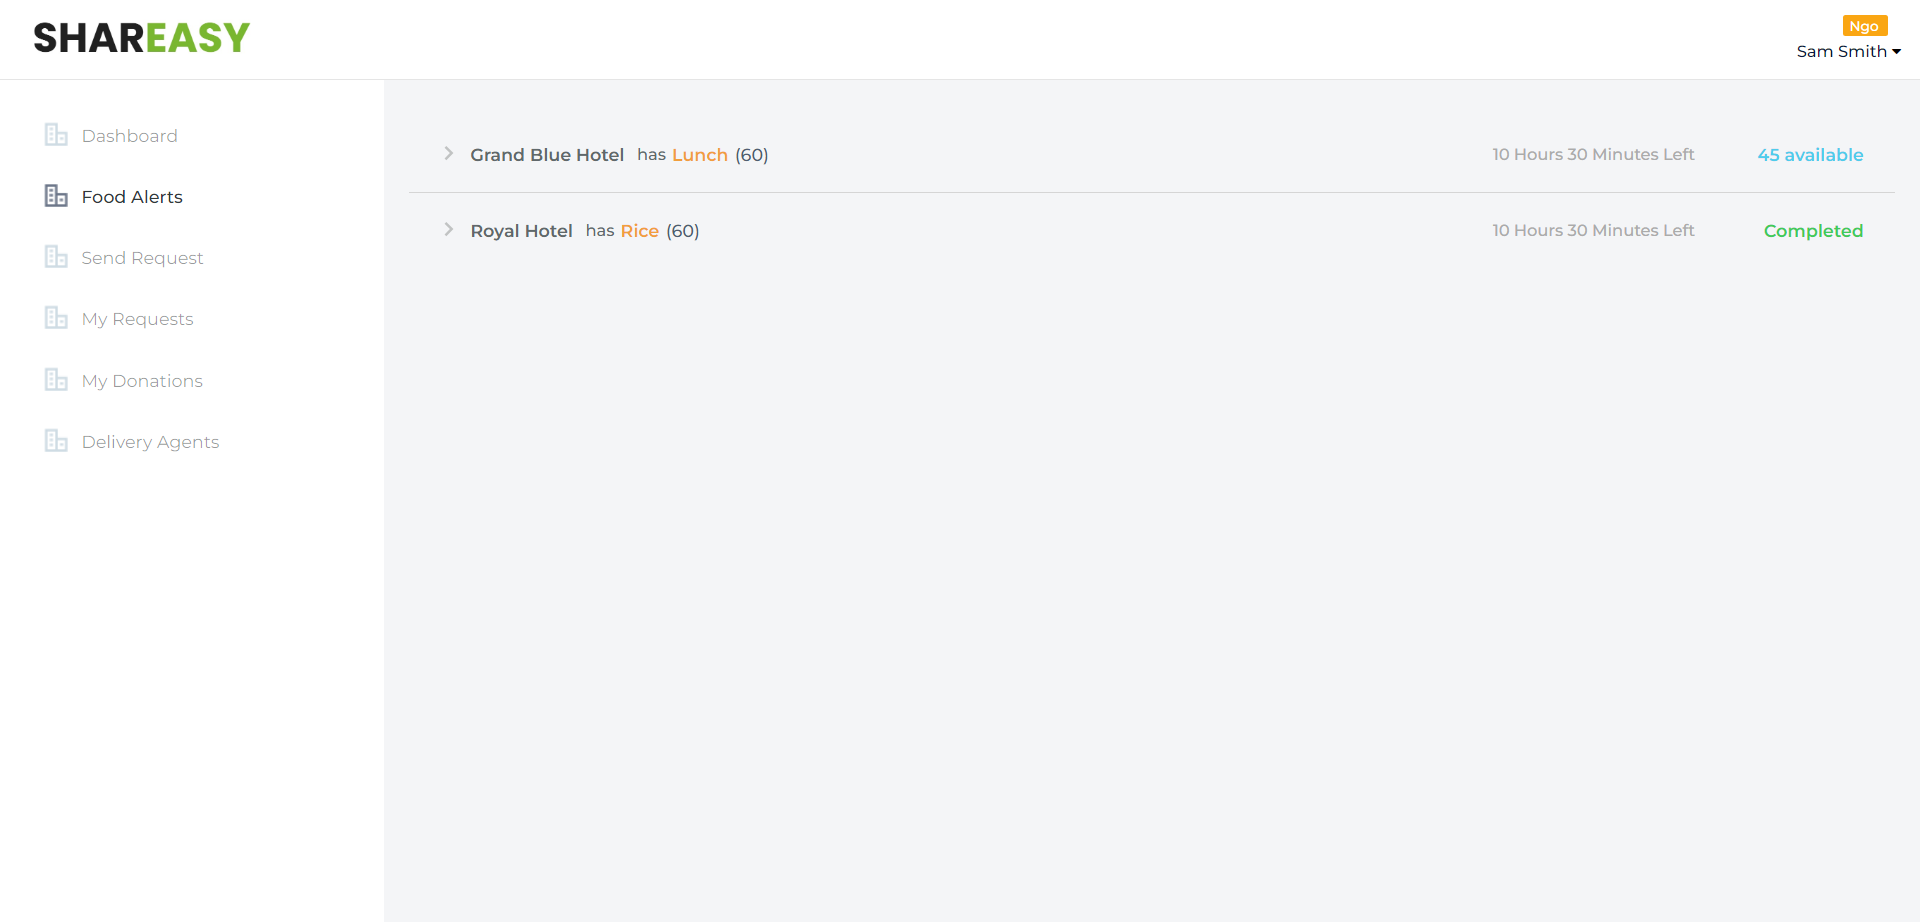 SHAREASY
Ngo
Sam Smith
Dashboard
Food Alerts
Send Request
My Requests
My Donations
Delivery Agents
Grand Blue Hotel has Lunch (60) 10 Hours 30 Minutes Left 45 available
Royal Hotel has Rice (60) 10 Hours 30 Minutes Left Completed